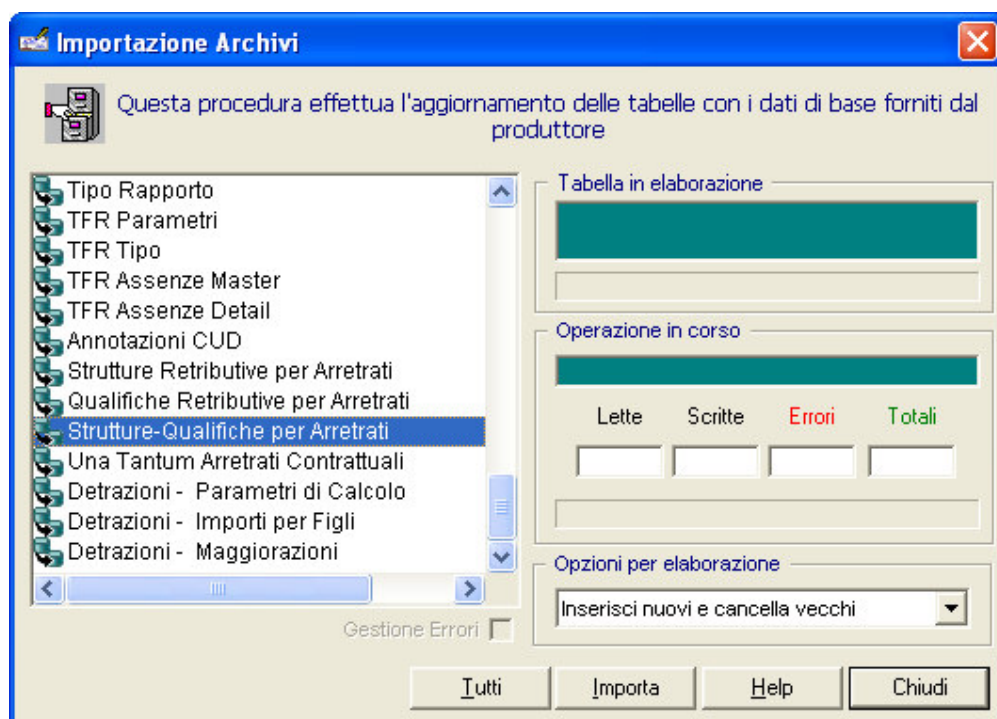 Importazione Archivi
Questa procedura effettua l'aggiornamento delle tabelle con i dati di base forniti dal
produttore
Tipo Rapporto
TFR Parametri
TFR Tipo
TFR Assenze Master
TFR Assenze Detail
Annotazioni CUD
Strutture Retributive per Arretrati
Qualifiche Retributive per Arretrati
Strutture-Qualifiche per Arretrati
Una Tantum Arretrati Contrattuali
Detrazioni - Parametri di Calcolo
Detrazioni - Importi per Figli
Detrazioni - Maggiorazioni
Gestione Errori
Tabella in elaborazione
Operazione in corso
Lette Scritte Errori Totali
Opzioni per elaborazione
Inserisci nuovi e cancella vecchi
Tutti Importa Help Chiudi